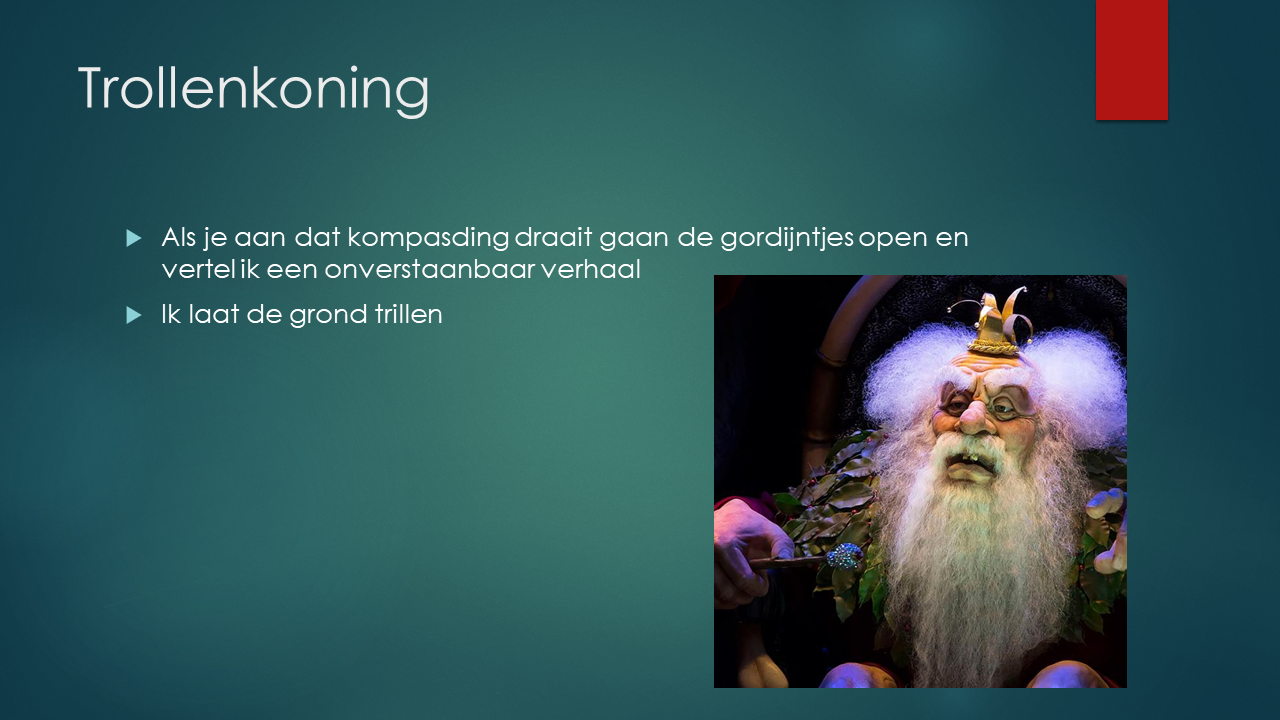 Trollenkoning
Als je aan dat kompasding draait gaan de gordijntjes open en
vertel ik een onverstaanbaar verhaal
Ik laat de grond trillen